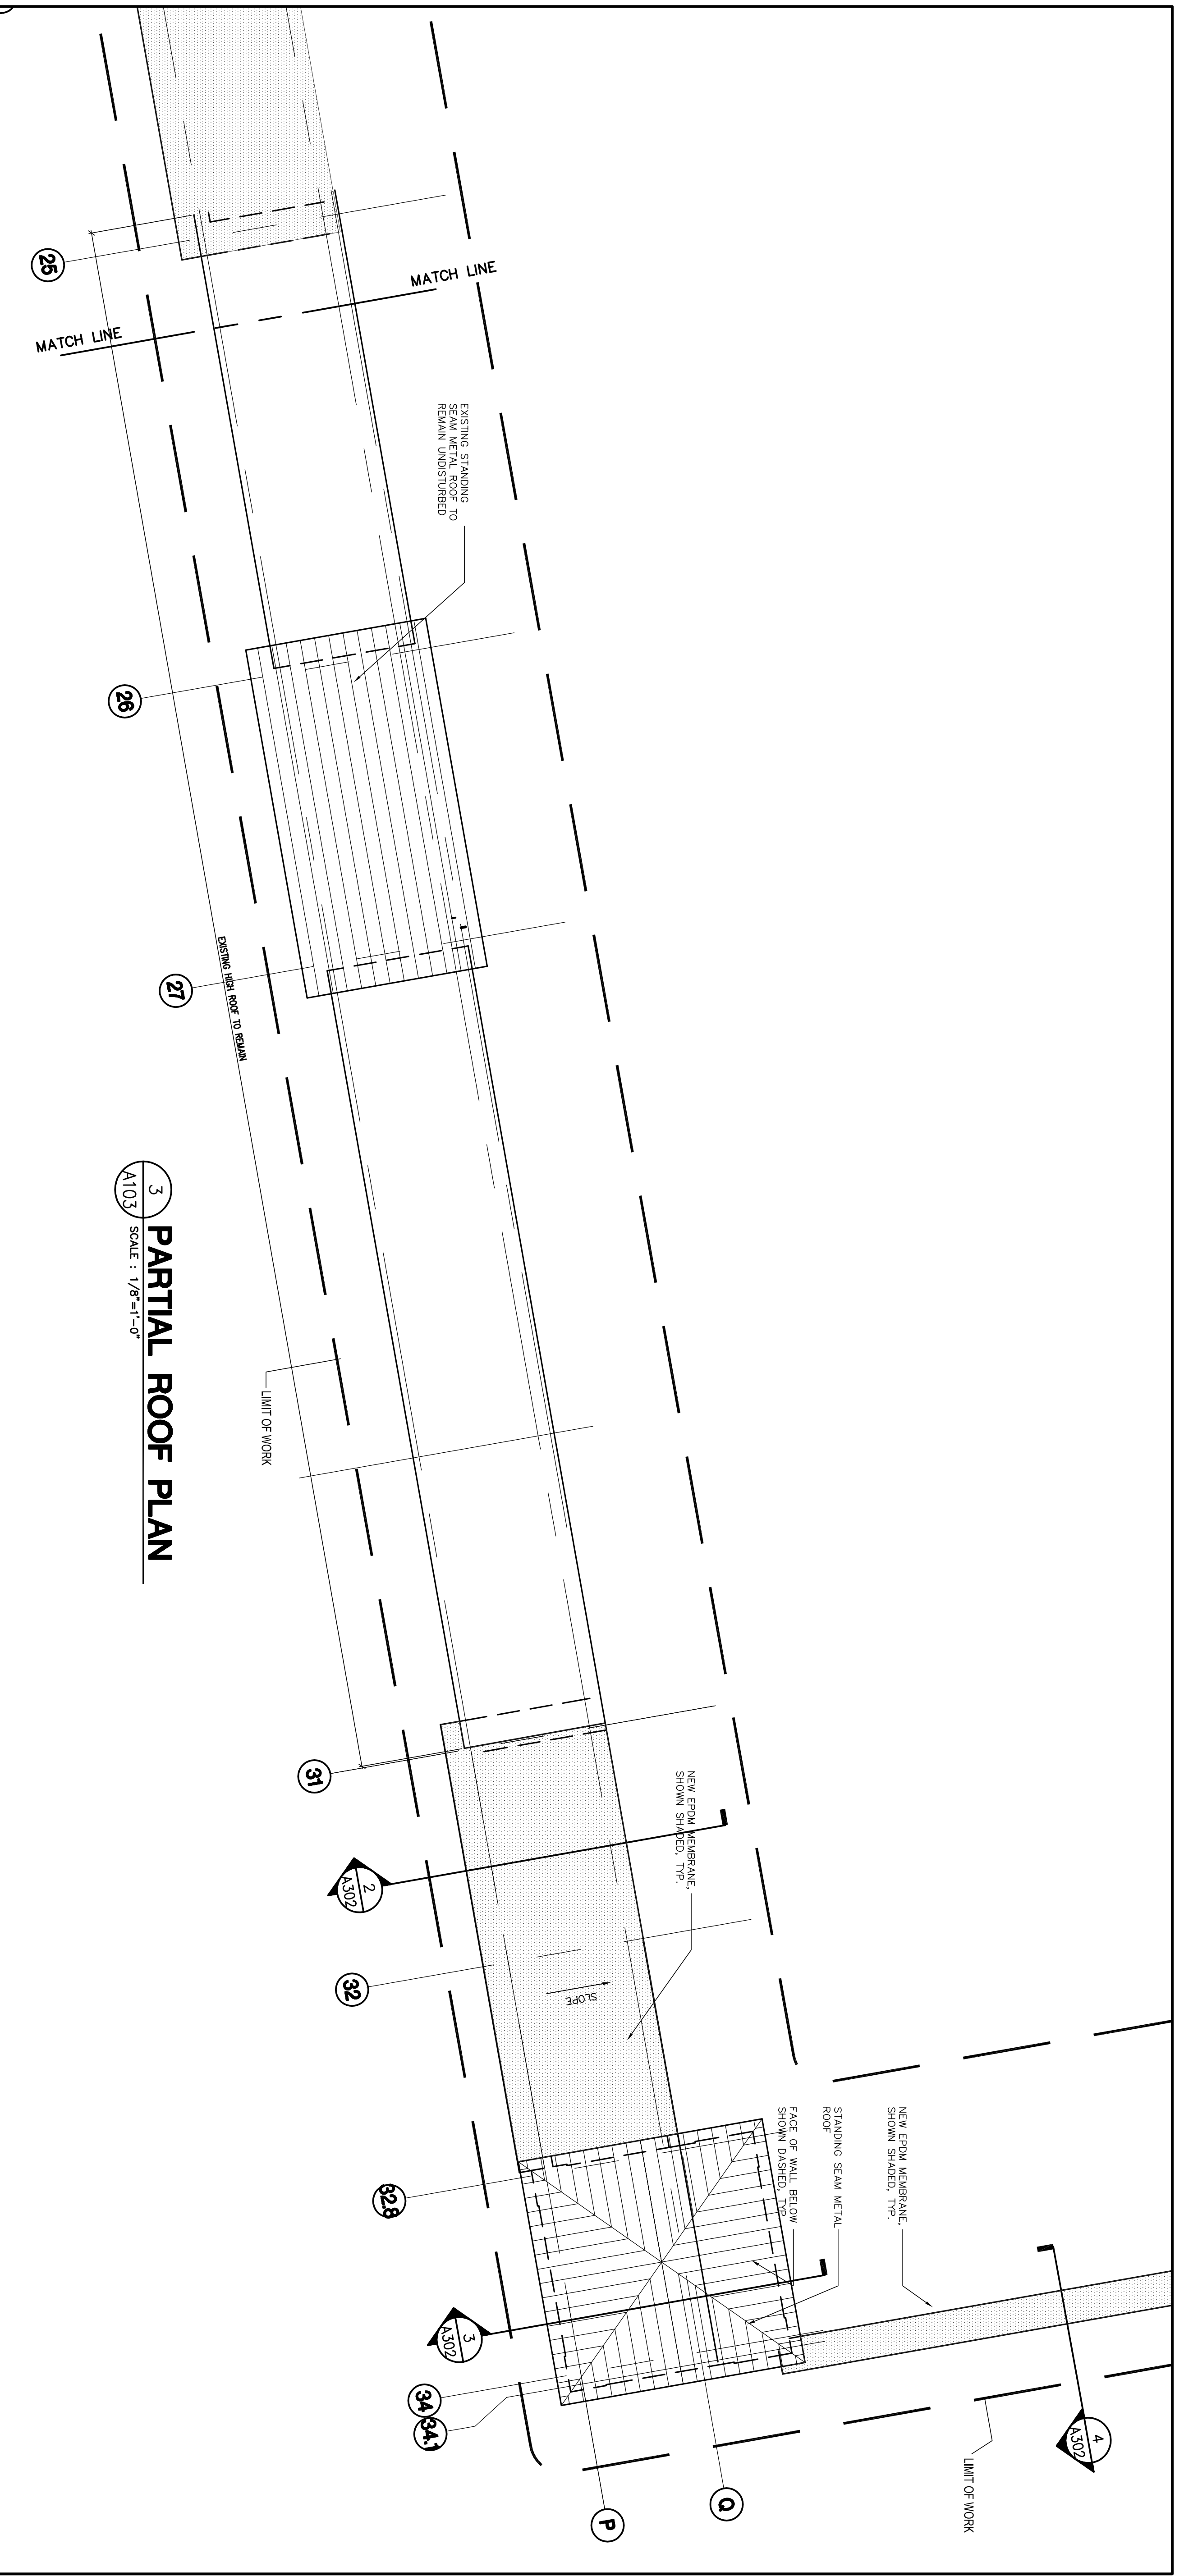 25
MATCH LINE
MATCH LINE
EXISTING STANDING
SEAM METAL ROOF TO
REMAIN UNDISTURBED
26
27
EXISTING HIGH ROOF TO REMAIN
3
A103
PARTIAL ROOF PLAN
SCALE : 1/8"=1'-0"
LIMIT OF WORK
31
NEW EPDM MEMBRANE,
SHOWN SHADED, TYP.
2
A302
32
SLOPE
NEW EPDM MEMBRANE,
SHOWN SHADED, TYP.
STANDING SEAM METAL
ROOF
FACE OF WALL BELOW
SHOWN DASHED, TYP.
32.8
3
A302
34
34.1
4
A302
LIMIT OF WORK
Q
P